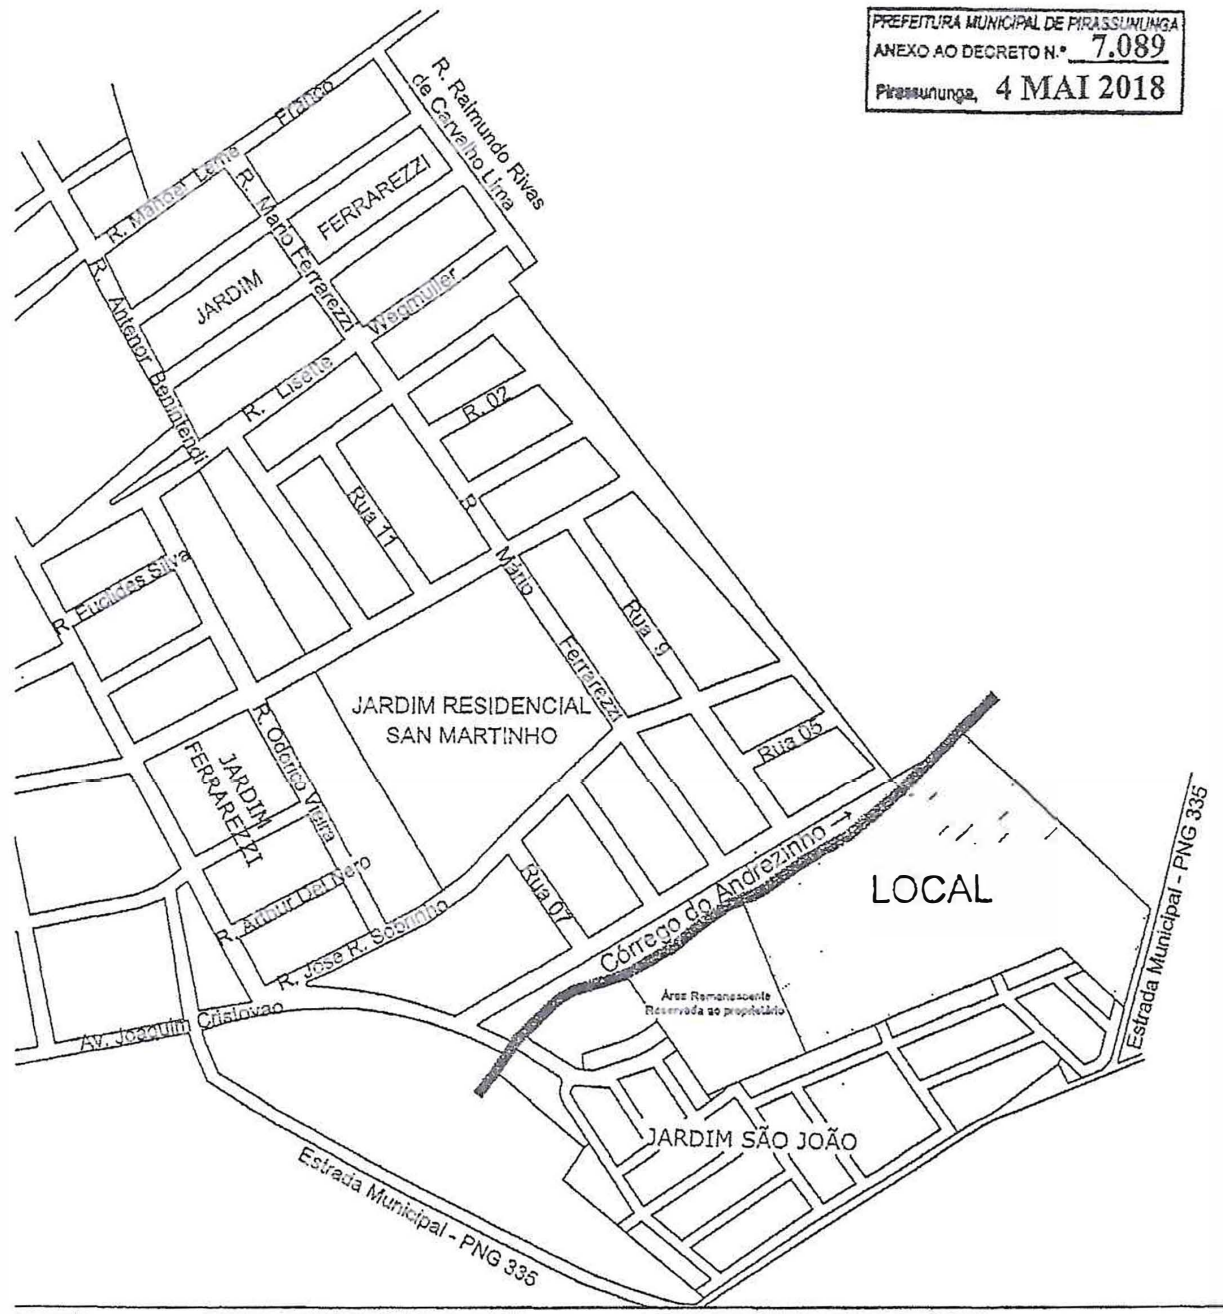 PREFEITURA MUNICIPAL DE PIRASSUNUNGA
ANEXO AO DECRETO N.º 7.089
Pirassununga, 4 MAI 2018
R. Raimundo Rivas
de Carvalho Lima
R. Manoel Leme Franco
R. Mario Ferrarezzi
JARDIM FERRAREZZI
R. Antenor Benintendi
R. Lisette Wegmuller
R. 02
Rua 11
B
R. Euclides Silva
Mário Ferrarezzi
Rua 9
JARDIM RESIDENCIAL
SAN MARTINHO
R. Odorico Vieira
JARDIM
FERRAREZZI
Rua 05
R. Arthur Del Nero
Rua 07
R. José R. Sobrinho
Córrego do Andrezinho
LOCAL
Estrada Municipal - PNG 335
Área Remanescente
Reservada ao proprietário
Av. Joaquim Cristovao
JARDIM SÃO JOÃO
Estrada Municipal - PNG 335